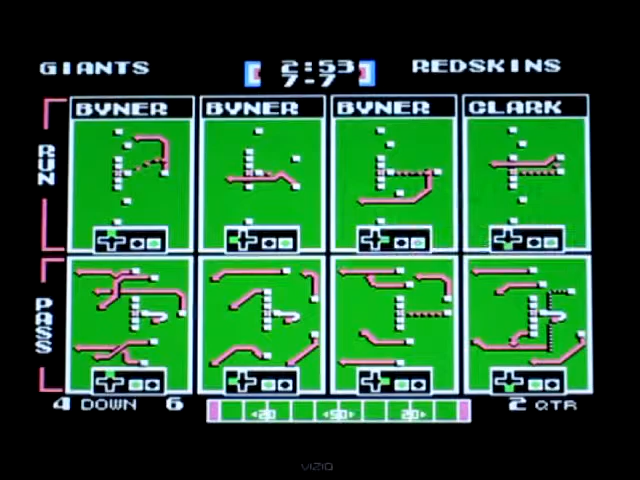 GIANTS 2:53 REDSKINS
7-7
BYNER BYNER BYNER CLARK
RUN
PASS
4 DOWN 6 2 QTR
20 50 20
VIZIO